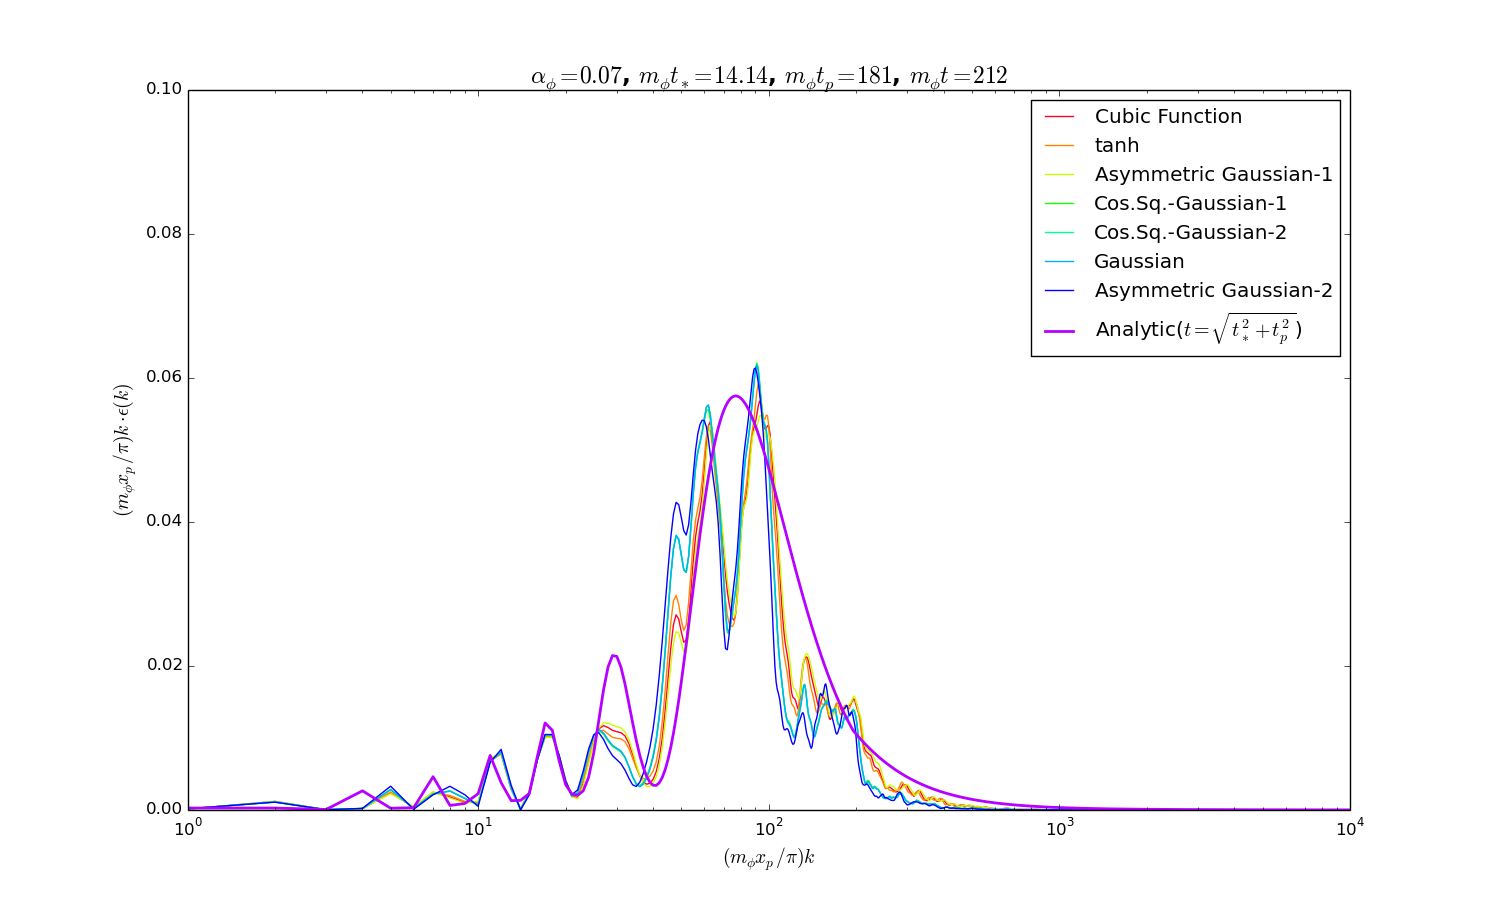 α_ϕ=0.07, m_ϕt_*=14.14, m_ϕt_p=181, m_ϕt=212
0.10
0.08
0.06
0.04
0.02
0.00
(m_ϕx_p/π)k·ϵ(k)
Cubic Function
tanh
Asymmetric Gaussian-1
Cos.Sq.-Gaussian-1
Cos.Sq.-Gaussian-2
Gaussian
Asymmetric Gaussian-2
Analytic(t=√(t_*^2+t_p^2))
10^0 10^1 10^2 10^3 10^4
(m_ϕx_p/π)k